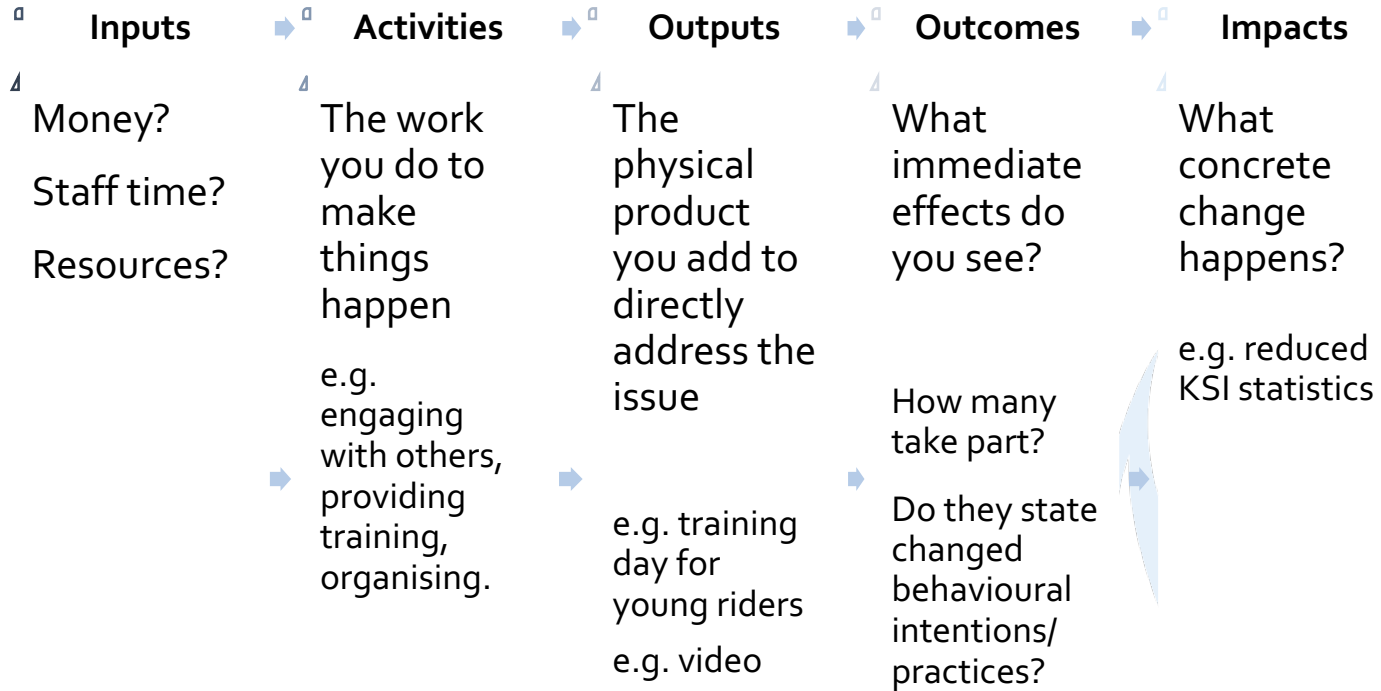 Inputs
Activities
Outputs
Outcomes
Impacts
Money?
Staff time?
Resources?
The work
you do to
make
things
happen
e.g.
engaging
with others,
providing
training,
organising.
The
physical
product
you add to
directly
address the
issue
e.g. training
day for
young riders
e.g. video
What
immediate
effects do
you see?
How many
take part?
Do they state
changed
behavioural
intentions/
practices?
What
concrete
change
happens?
e.g. reduced
KSI statistics